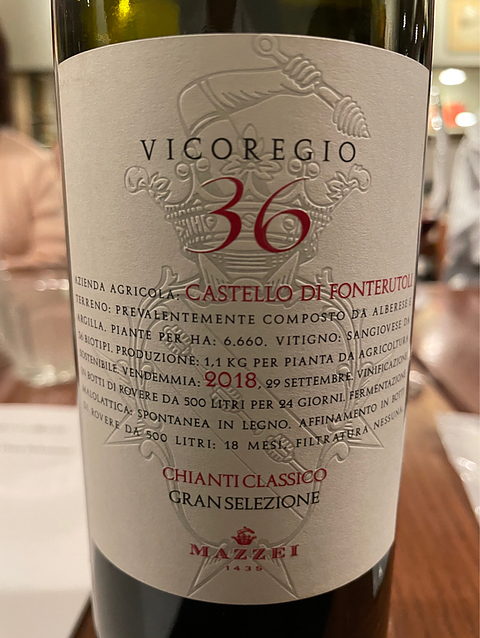 VICOREGIO
36
AZIENDA AGRICOLA: CASTELLO DI FONTERUTOLI
TERRENO: PREVALENTEMENTE COMPOSTO DA ALBERESE E
ARGILLA. PIANTE PER HA: 6.660. VITIGNO: SANGIOVESE DA
36 BIOTIPI. PRODUZIONE: 1,1 KG PER PIANTA DA AGRICOLTURA
SOSTENIBILE VENDEMMIA: 2018, 29 SETTEMBRE. VINIFICAZIONE
IN BOTTI DI ROVERE DA 500 LITRI PER 24 GIORNI. FERMENTAZIONE
MALOLATTICA: SPONTANEA IN LEGNO. AFFINAMENTO IN BOTTI
DI ROVERE DA 500 LITRI: 18 MESI. FILTRATURA NESSUNA.
CHIANTI CLASSICO
GRAN SELEZIONE
MAZZEI
1435